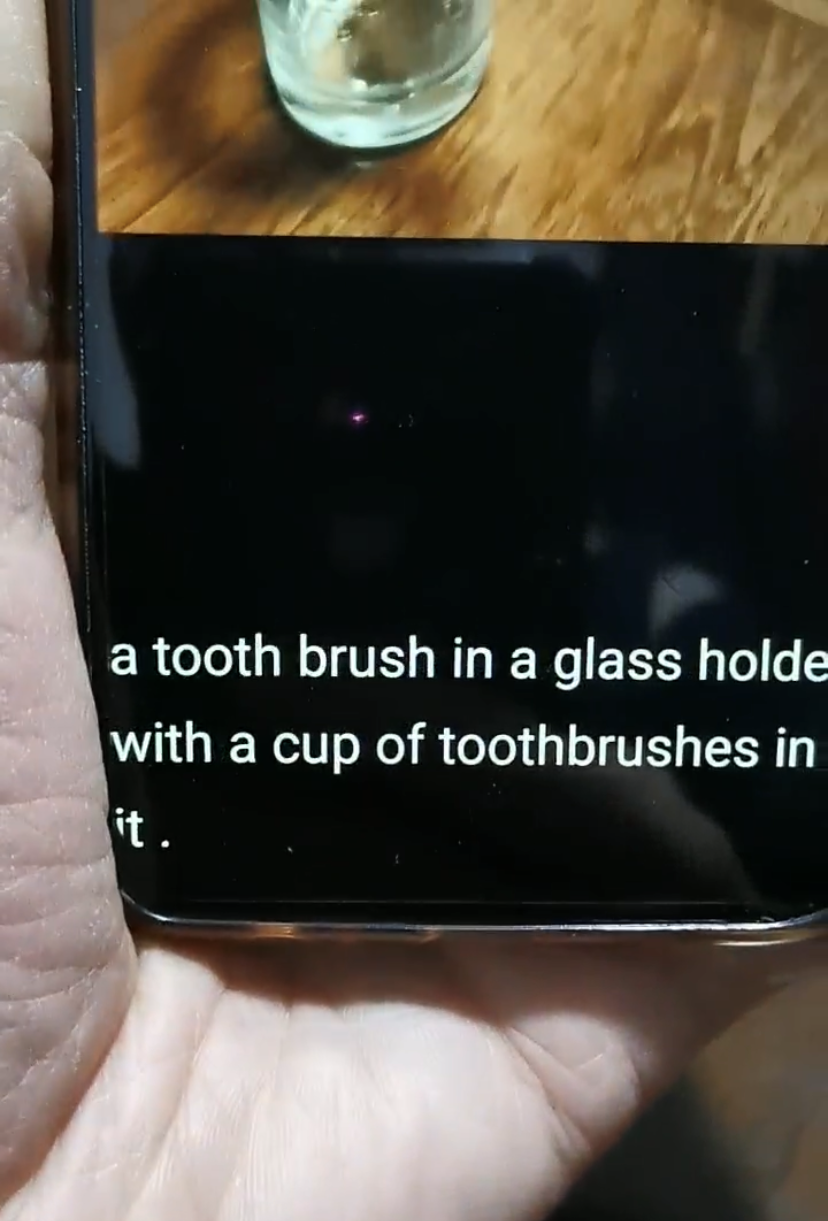 a tooth brush in a glass holde
with a cup of toothbrushes in
it .